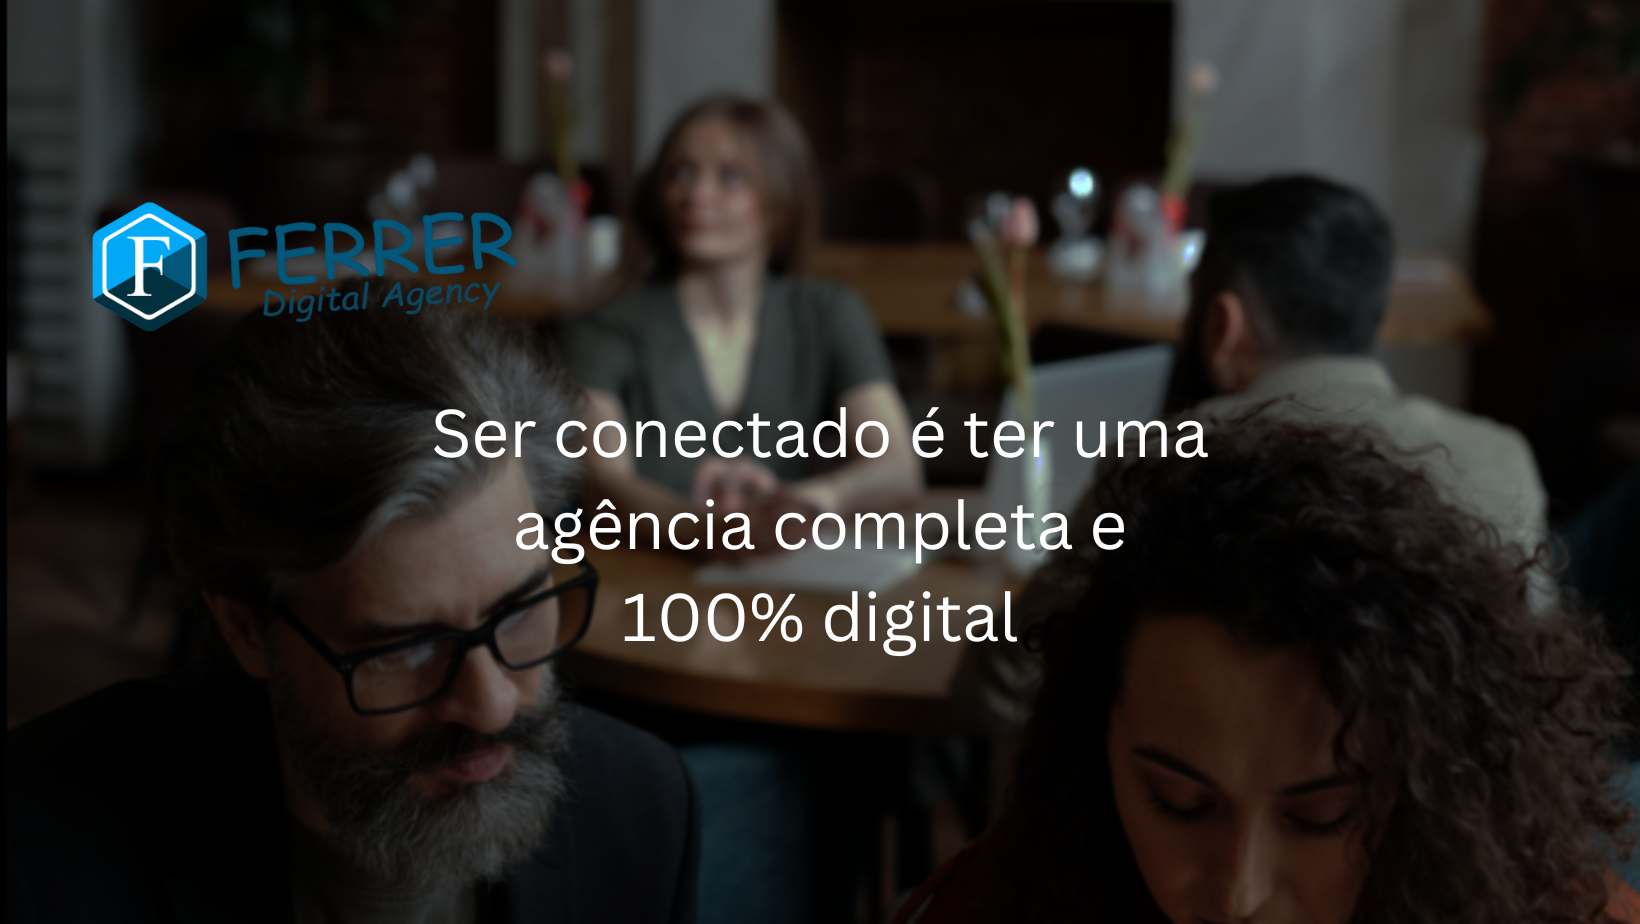 F
FERRER
Digital Agency
Ser conectado é ter uma
agência completa e
100% digital